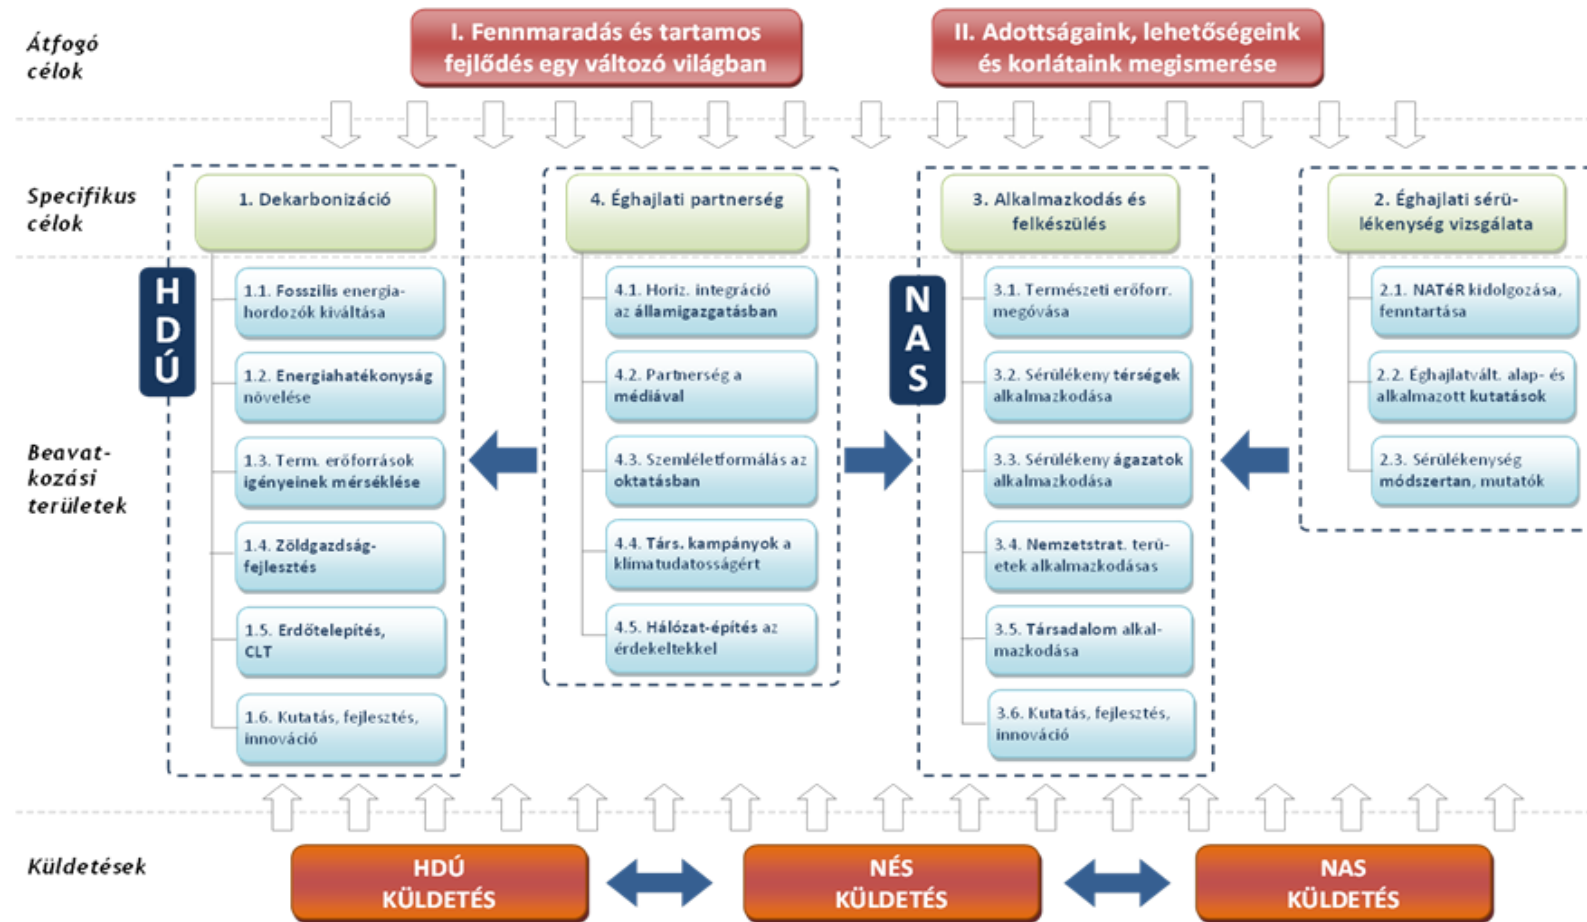 Átfogó
célok
I. Fennmaradás és tartamos
fejlődés egy változó világban
II. Adottságaink, lehetőségeink
és korlátaink megismerése
Specifikus
célok
1. Dekarbonizáció
4. Éghajlati partnerség
3. Alkalmazkodás és
felkészülés
2. Éghajlati sérü-
lékenység vizsgálata
Beavat-
kozási
területek
H
D
Ú
1.1. Fosszilis energia-
hordozók kiváltása
1.2. Energiahatékonyság
növelése
1.3. Term. erőforrások
igényeinek mérséklése
1.4. Zöldgazdság-
fejlesztés
1.5. Erdőtelepítés,
CLT
1.6. Kutatás, fejlesztés,
innováció
4.1. Horiz. integráció
az államigazgatásban
4.2. Partnerség a
médiával
4.3. Szemléletformálás az
oktatásban
4.4. Társ. kampányok a
klímatudatosságért
4.5. Hálózat-építés az
érdekeltekkel
N
A
S
3.1. Természeti erőforr.
megóvása
3.2. Sérülékeny térségek
alkalmazkodása
3.3. Sérülékeny ágazatok
alkalmazkodása
3.4. Nemzetstrat. terü-
etek alkalmazkodásas
3.5. Társadalom alkal-
mazkodása
3.6. Kutatás, fejlesztés,
innováció
2.1. NATéR kidolgozása,
fenntartása
2.2. Éghajlatvált. alap- és
alkalmazott kutatások
2.3. Sérülékenység
módszertan, mutatók
Küldetések
HDÚ
KÜLDETÉS
NÉS
KÜLDETÉS
NAS
KÜLDETÉS